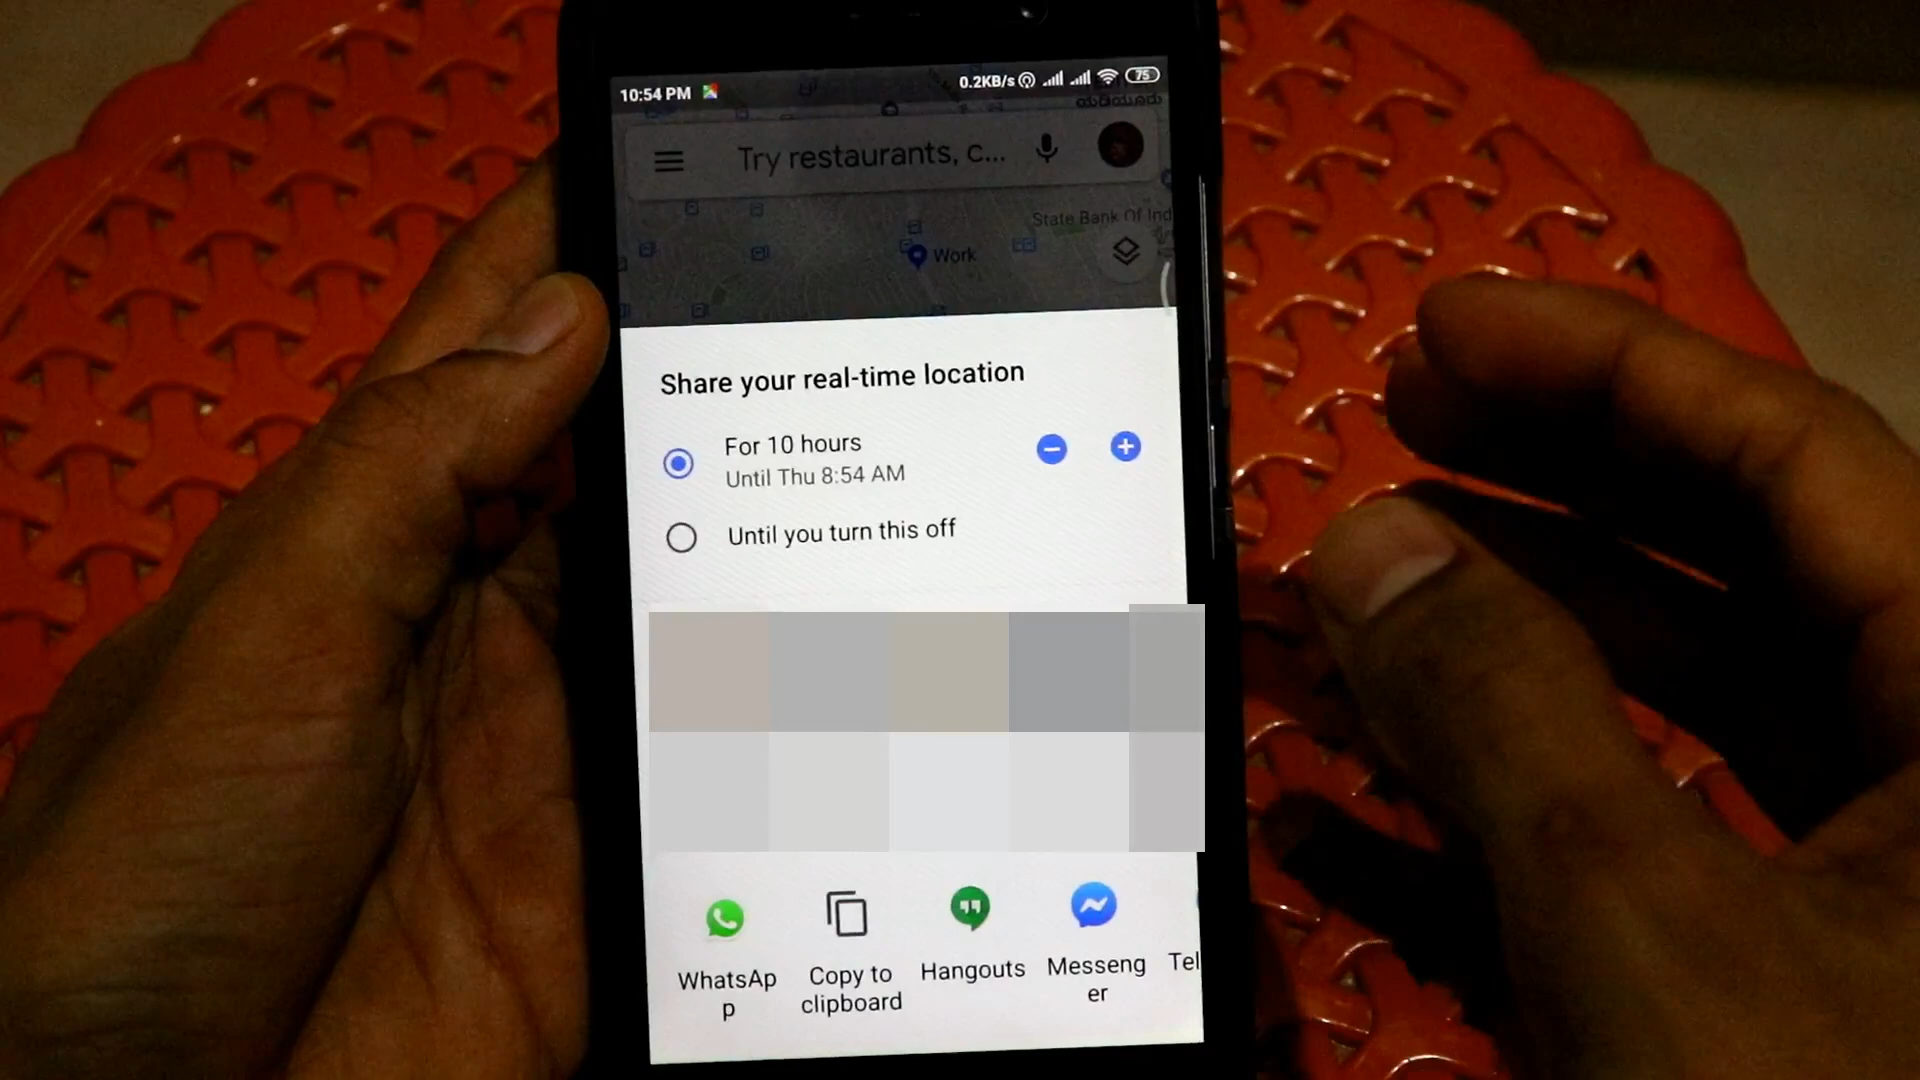 10:54 PM 0.2KB/s 75
ಯಡಿಯೂರು
Try restaurants, c...
State Bank Of Ind
Work
Share your real-time location
For 10 hours
Until Thu 8:54 AM
Until you turn this off
WhatsAp
p
Copy to
clipboard
Hangouts
Messeng
er
Tel